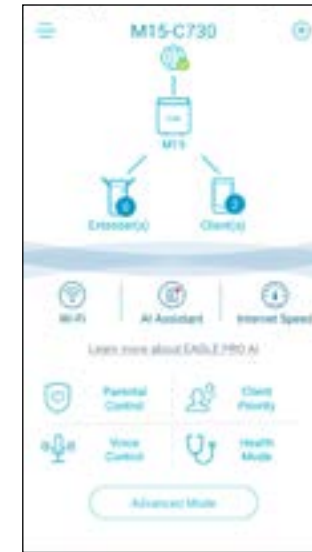 M15-C730
M15
Extender(s)
Client(s)
Wi-Fi
AI Assistant
Internet Speed
Learn more about EAGLE PRO AI
Parental
Control
Client
Priority
Voice
Control
Health
Mode
Advanced Mode